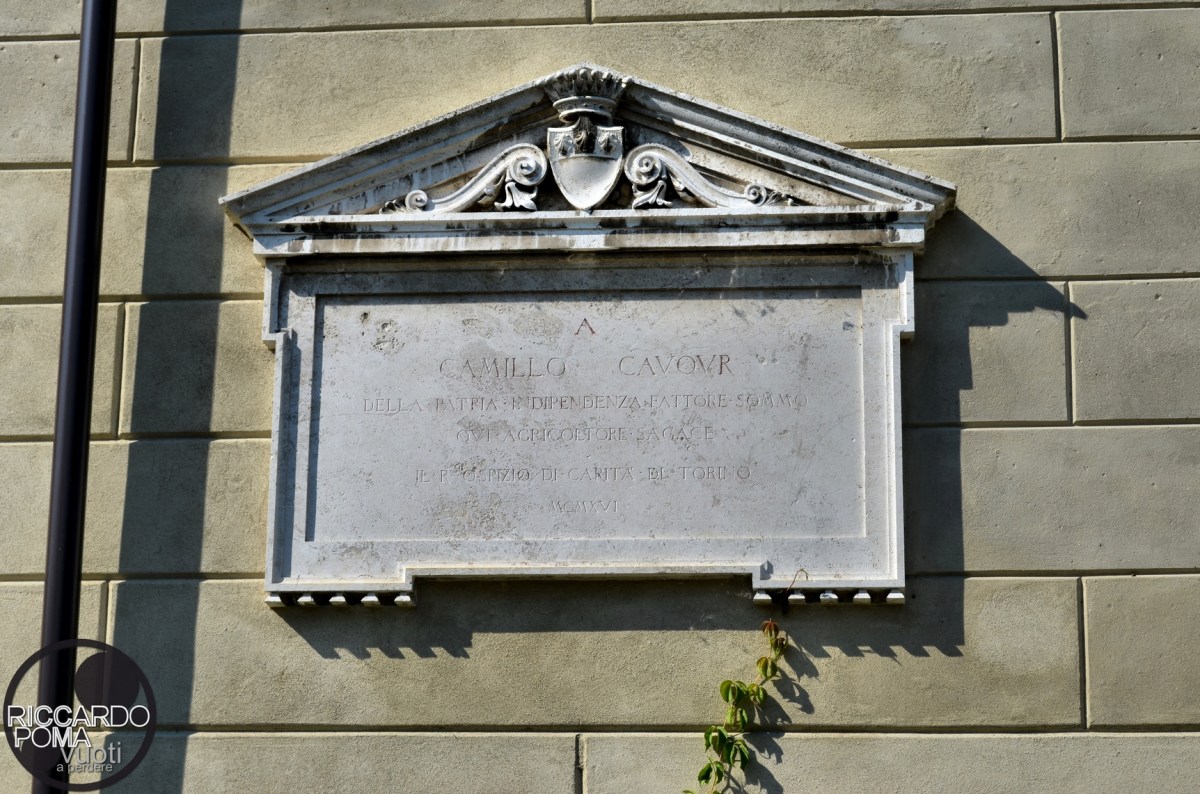 A
CAMILLO CAVOVR
DELLA PATRIA INDIPENDENZA FATTORE SOMMO
QVI AGRICOLTORE SAGACE
IL R· OSPIZIO DI CARITÀ DI TORINO
MCMXVI
RICCARDO
POMA
Vuoti
a perdere